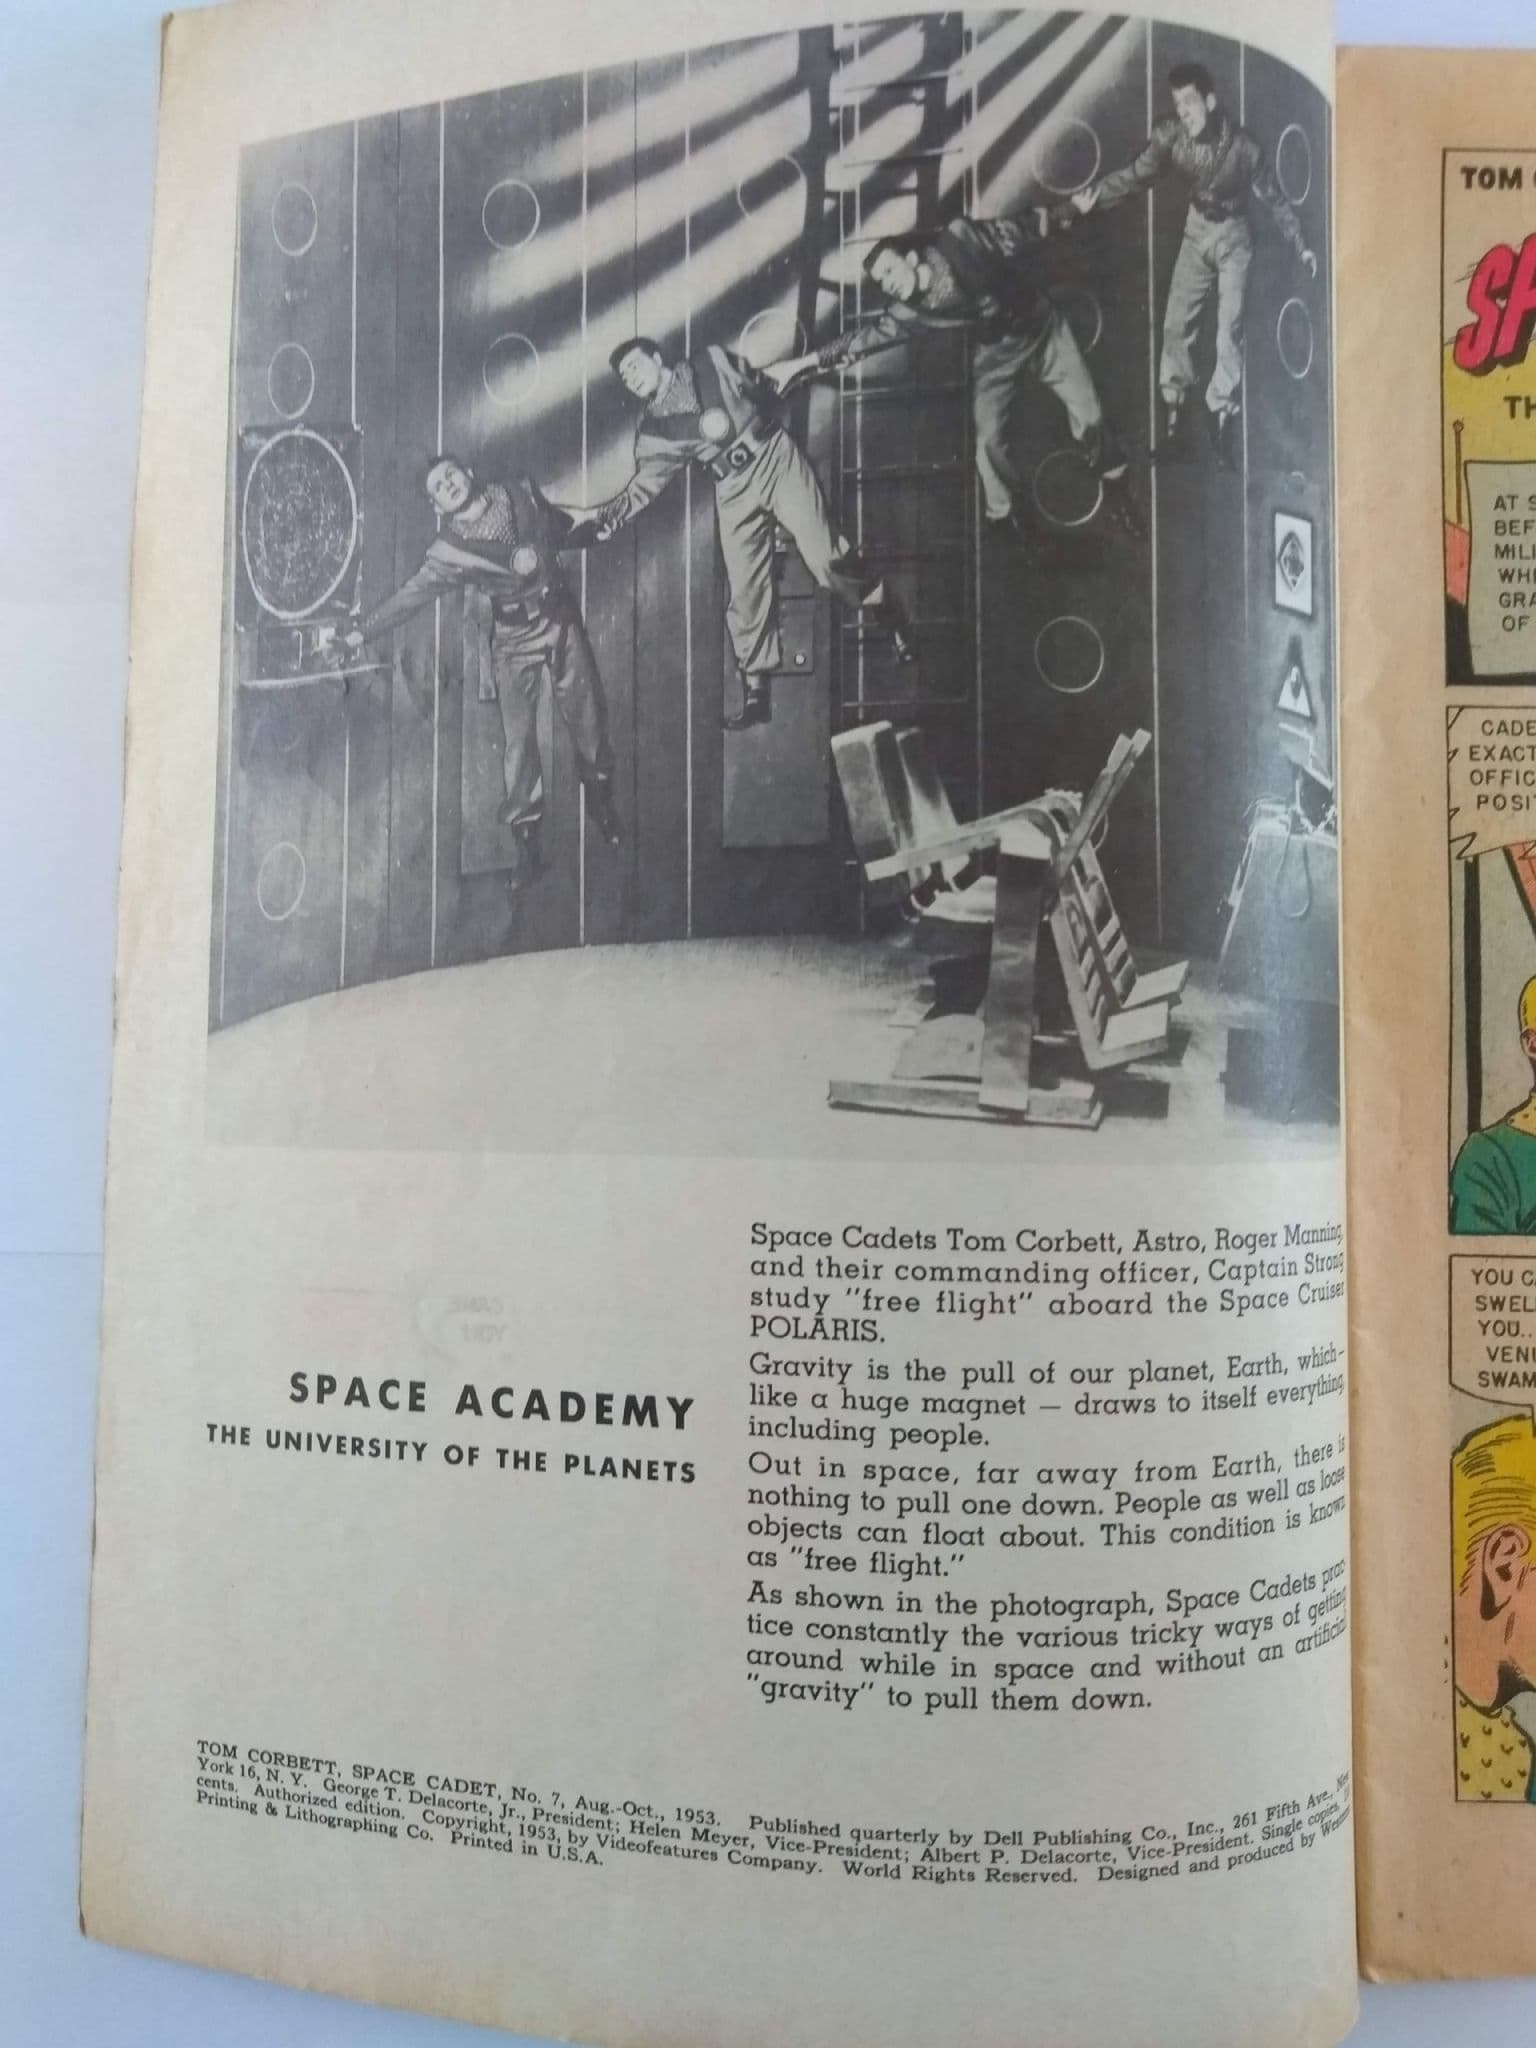 SPACE ACADEMY
THE UNIVERSITY OF THE PLANETS
Space Cadets Tom Corbett, Astro, Roger Manning
and their commanding officer, Captain Strong
study "free flight" aboard the Space Cruiser
POLARIS.
Gravity is the pull of our planet, Earth, which-
like a huge magnet — draws to itself everything
including people.
Out in space, far away from Earth, there is
nothing to pull one down. People as well as loose
objects can float about. This condition is known
as "free flight."
As shown in the photograph, Space Cadets prac-
tice constantly the various tricky ways of getting
around while in space and without an artificial
"gravity" to pull them down.
TOM CORBETT, SPACE CADET, No. 7, Aug.-Oct., 1953. Published quarterly by Dell Publishing Co., Inc., 261 Fifth Ave., New
York 16, N. Y. George T. Delacorte, Jr., President; Helen Meyer, Vice-President; Albert P. Delacorte, Vice-President. Single copies,
cents. Authorized edition. Copyright, 1953, by Videofeatures Company. World Rights Reserved. Designed and produced by Western
Printing & Lithographing Co. Printed in U.S.A.
TOM
SP
TH
AT S
BEF
MILI
WHE
GRA
OF
CADE
EXACT
OFFIC
POSI
YOU CA
SWEL
YOU..
VENU
SWAM